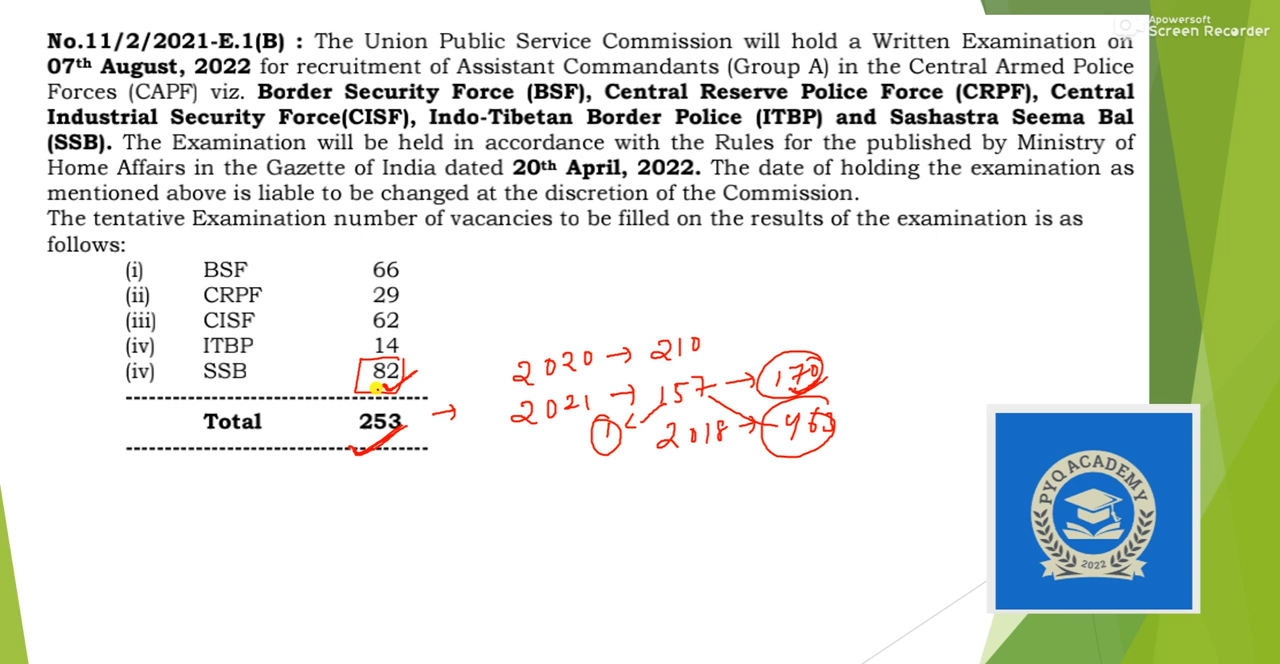 Apowersoft
Screen Recorder
No.11/2/2021-E.1(B) : The Union Public Service Commission will hold a Written Examination on
07th August, 2022 for recruitment of Assistant Commandants (Group A) in the Central Armed Police
Forces (CAPF) viz. Border Security Force (BSF), Central Reserve Police Force (CRPF), Central
Industrial Security Force(CISF), Indo-Tibetan Border Police (ITBP) and Sashastra Seema Bal
(SSB). The Examination will be held in accordance with the Rules for the published by Ministry of
Home Affairs in the Gazette of India dated 20th April, 2022. The date of holding the examination as
mentioned above is liable to be changed at the discretion of the Commission.
The tentative Examination number of vacancies to be filled on the results of the examination is as
follows:
(i) BSF 66
(ii) CRPF 29
(iii) CISF 62
(iv) ITBP 14
(iv) SSB 82
Total 253
2020 → 210
2021 → 157 → 170
1 2018 →
PYQ ACADEMY
2022